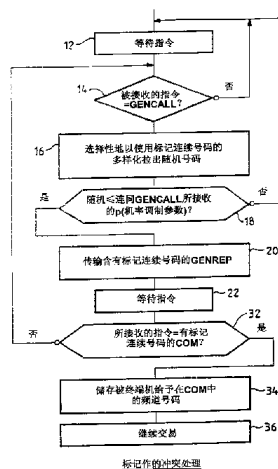 12
等待指令
14
被接收的指令
=GENCALL?
否
16
选择性地以使用标记连续号码的
多样化拉出随机号码
是
随机≤连同GENCALL所接收
的p(机率调制参数)?
否
18
传输含有标记连续号码的GENREP
20
等待指令
22
否
所接收的指令=有标记
连续号码的COM?
32
是
储存被终端机给予在COM中
的频道号码
34
继续交易
36
标记作的冲突处理